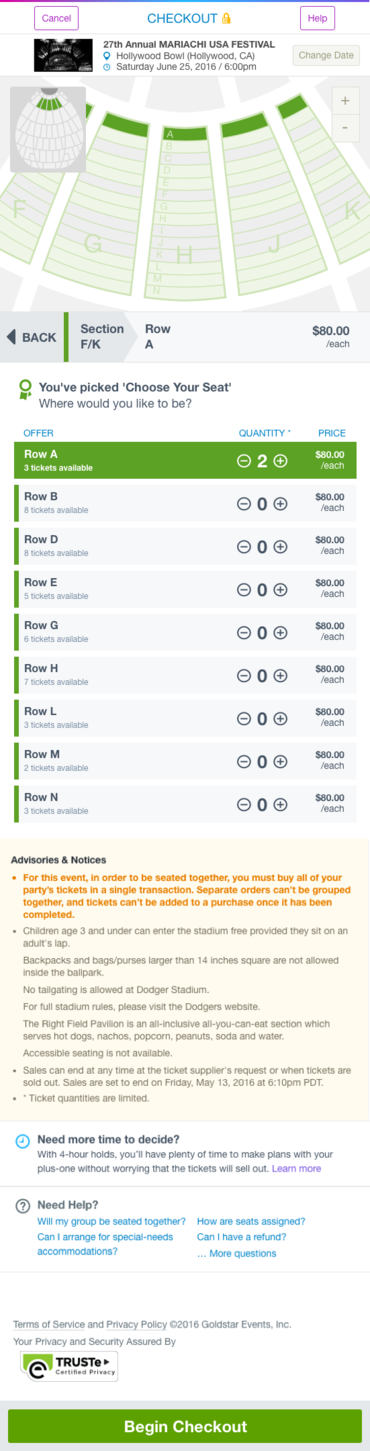 Cancel
CHECKOUT
Help
27th Annual MARIACHI USA FESTIVAL
Hollywood Bowl (Hollywood, CA)
Saturday June 25, 2016 / 6:00pm
Change Date
+
-
A
B
C
D
E
F
G
H
I
J
K
L
M
N
F
G
H
J
K
BACK
Section
F/K
Row
A
$80.00
/each
You've picked 'Choose Your Seat'
Where would you like to be?
OFFER QUANTITY * PRICE
Row A
3 tickets available
2
$80.00
/each
Row B
8 tickets available
0
$80.00
/each
Row D
8 tickets available
0
$80.00
/each
Row E
5 tickets available
0
$80.00
/each
Row G
6 tickets available
0
$80.00
/each
Row H
7 tickets available
0
$80.00
/each
Row L
3 tickets available
0
$80.00
/each
Row M
2 tickets available
0
$80.00
/each
Row N
3 tickets available
0
$80.00
/each
Advisories & Notices
• For this event, in order to be seated together, you must buy all of your
party's tickets in a single transaction. Separate orders can't be grouped
together, and tickets can't be added to a purchase once it has been
completed.
• Children age 3 and under can enter the stadium free provided they sit on an
adult's lap.
Backpacks and bags/purses larger than 14 inches square are not allowed
inside the ballpark.
No tailgating is allowed at Dodger Stadium.
For full stadium rules, please visit the Dodgers website.
The Right Field Pavilion is an all-inclusive all-you-can-eat section which
serves hot dogs, nachos, popcorn, peanuts, soda and water.
Accessible seating is not available.
• Sales can end at any time at the ticket supplier's request or when tickets are
sold out. Sales are set to end on Friday, May 13, 2016 at 6:10pm PDT.
• * Ticket quantities are limited.
Need more time to decide?
With 4-hour holds, you'll have plenty of time to make plans with your
plus-one without worrying that the tickets will sell out. Learn more
Need Help?
Will my group be seated together?
Can I arrange for special-needs
accommodations?
How are seats assigned?
Can I have a refund?
... More questions
Terms of Service and Privacy Policy ©2016 Goldstar Events, Inc.
Your Privacy and Security Assured By
TRUSTe
Certified Privacy
Begin Checkout